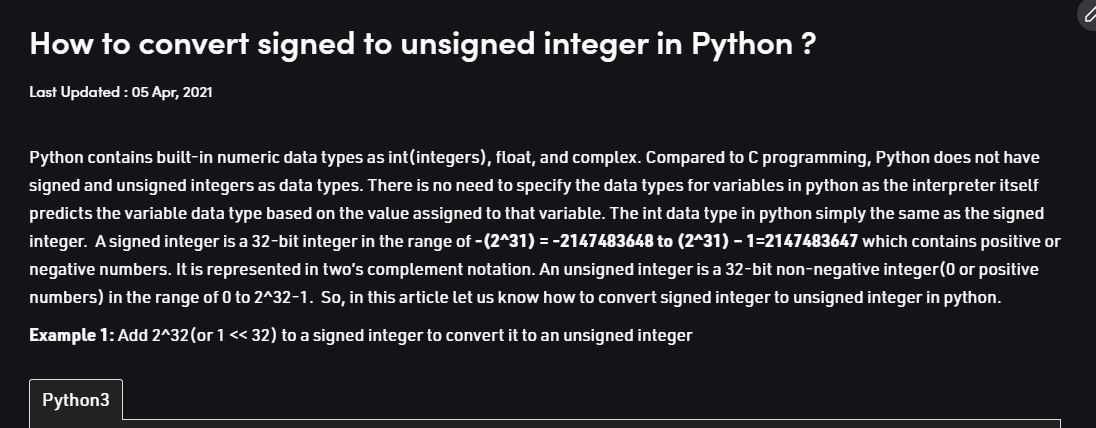 How to convert signed to unsigned integer in Python ?
Last Updated : 05 Apr, 2021
Python contains built-in numeric data types as int(integers), float, and complex. Compared to C programming, Python does not have
signed and unsigned integers as data types. There is no need to specify the data types for variables in python as the interpreter itself
predicts the variable data type based on the value assigned to that variable. The int data type in python simply the same as the signed
integer. A signed integer is a 32-bit integer in the range of -(2^31) = -2147483648 to (2^31) – 1=2147483647 which contains positive or
negative numbers. It is represented in two's complement notation. An unsigned integer is a 32-bit non-negative integer(0 or positive
numbers) in the range of 0 to 2^32-1. So, in this article let us know how to convert signed integer to unsigned integer in python.
Example 1: Add 2^32(or 1 << 32) to a signed integer to convert it to an unsigned integer
Python3